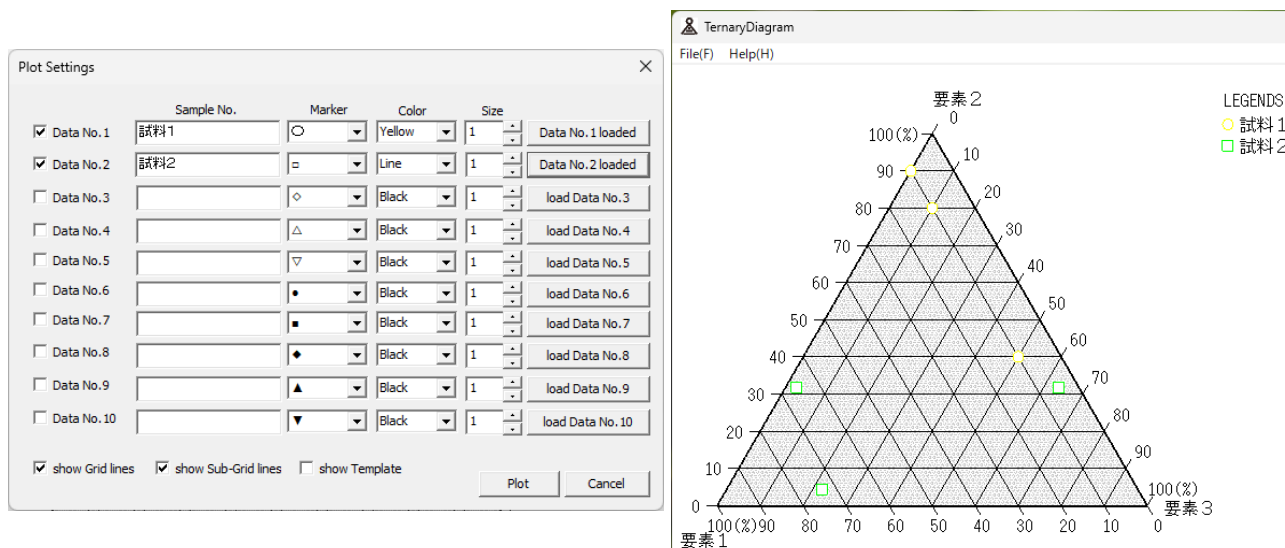 Plot Settings
Sample No. Marker Color Size
Data No.1 試料1 Yellow 1 Data No.1 loaded
Data No.2 試料2 Line 1 Data No.2 loaded
Data No.3 Black 1 load Data No.3
Data No.4 Black 1 load Data No.4
Data No.5 Black 1 load Data No.5
Data No.6 Black 1 load Data No.6
Data No.7 Black 1 load Data No.7
Data No.8 Black 1 load Data No.8
Data No.9 Black 1 load Data No.9
Data No.10 Black 1 load Data No.10
show Grid lines show Sub-Grid lines show Template
Plot Cancel
TernaryDiagram
File(F) Help(H)
要素2
LEGENDS
試料1
試料2
100(%) 0
90 10
80 20
70 30
60 40
50 50
40 60
30 70
20 80
10 90
0 100(%)
要素3
100(%) 90 80 70 60 50 40 30 20 10 0
要素1